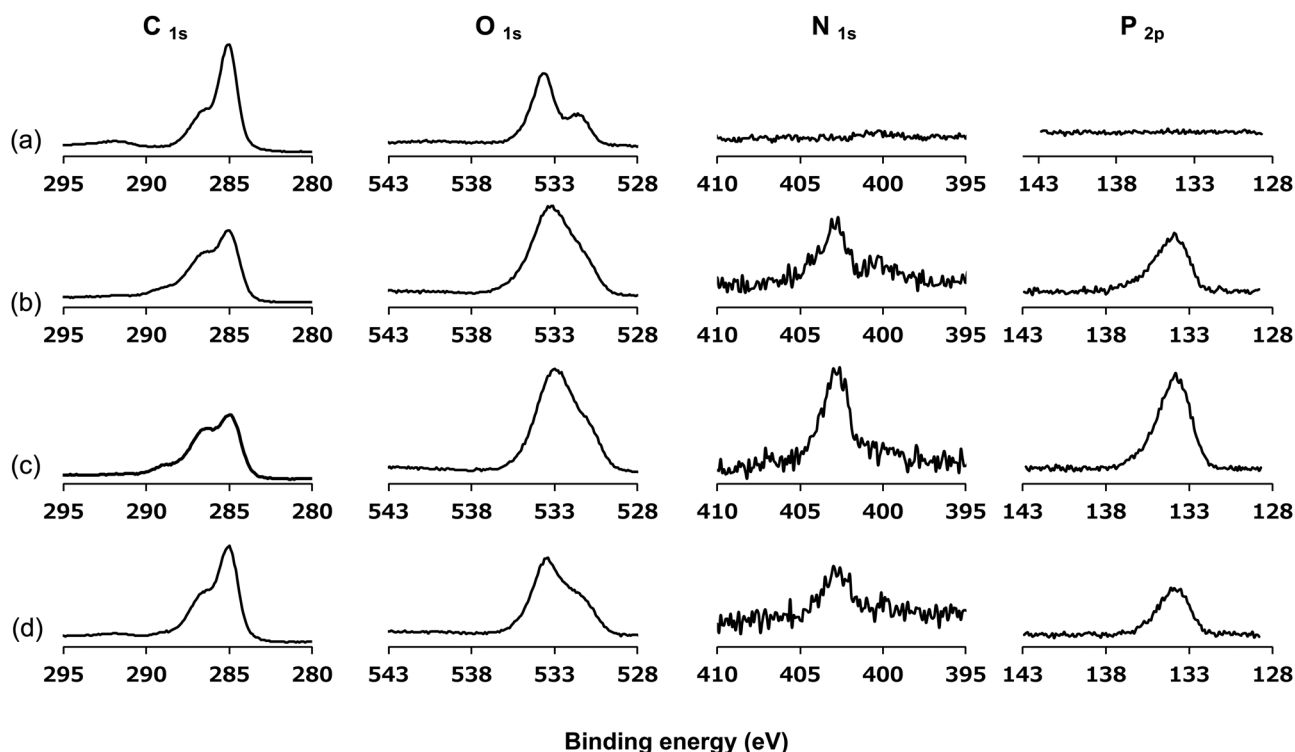 C 1s O 1s N 1s P 2p
(a)
295 290 285 280 543 538 533 528 410 405 400 395 143 138 133 128
(b)
295 290 285 280 543 538 533 528 410 405 400 395 143 138 133 128
(c)
295 290 285 280 543 538 533 528 410 405 400 395 143 138 133 128
(d)
295 290 285 280 543 538 533 528 410 405 400 395 143 138 133 128
Binding energy (eV)